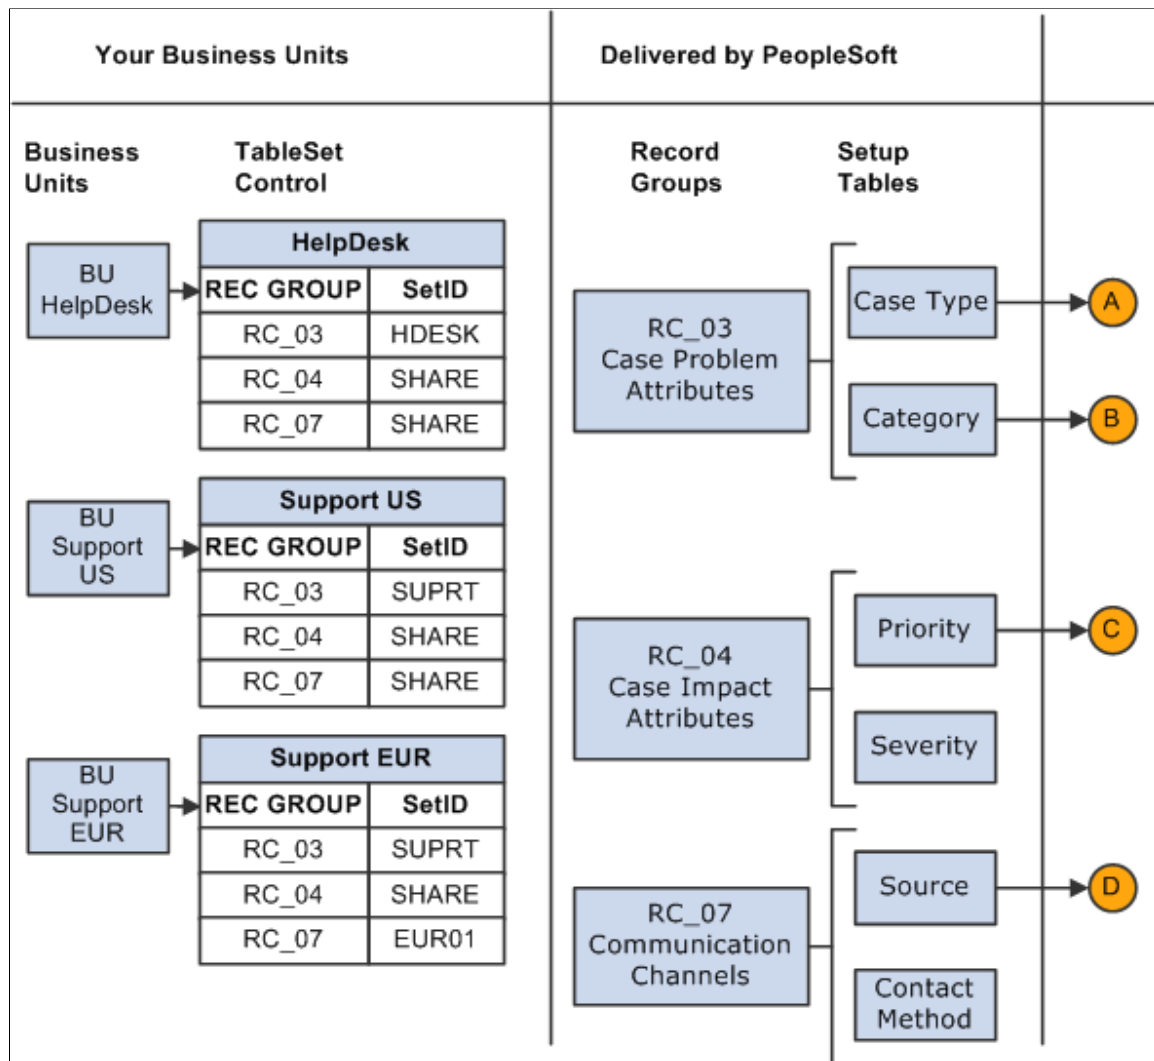 Your Business Units
Delivered by PeopleSoft
Business
Units
TableSet
Control
Record
Groups
Setup
Tables
BU
HelpDesk
HelpDesk
REC GROUP SetID
RC_03 HDESK
RC_04 SHARE
RC_07 SHARE
BU
Support
US
Support US
REC GROUP SetID
RC_03 SUPRT
RC_04 SHARE
RC_07 SHARE
BU
Support
EUR
Support EUR
REC GROUP SetID
RC_03 SUPRT
RC_04 SHARE
RC_07 EUR01
RC_03
Case Problem
Attributes
Case Type
A
Category
B
RC_04
Case Impact
Attributes
Priority
C
Severity
RC_07
Communication
Channels
Source
D
Contact
Method